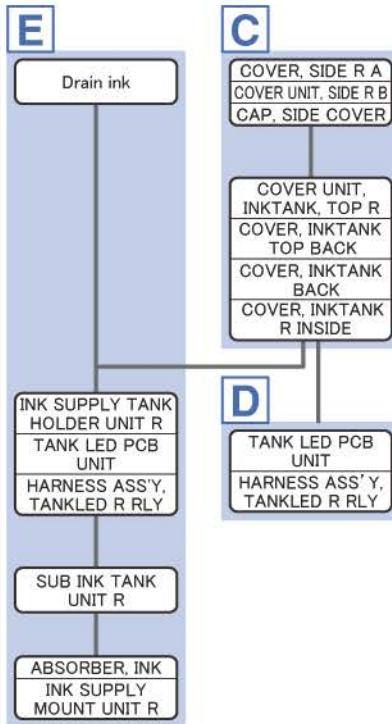 E
Drain ink
INK SUPPLY TANK
HOLDER UNIT R
TANK LED PCB
UNIT
HARNESS ASS'Y,
TANKLED R RLY
SUB INK TANK
UNIT R
ABSORBER, INK
INK SUPPLY
MOUNT UNIT R
C
COVER, SIDE R A
COVER UNIT, SIDE R B
CAP, SIDE COVER
COVER UNIT,
INKTANK, TOP R
COVER, INKTANK
TOP BACK
COVER, INKTANK
BACK
COVER, INKTANK
R INSIDE
D
TANK LED PCB
UNIT
HARNESS ASS’Y,
TANKLED R RLY